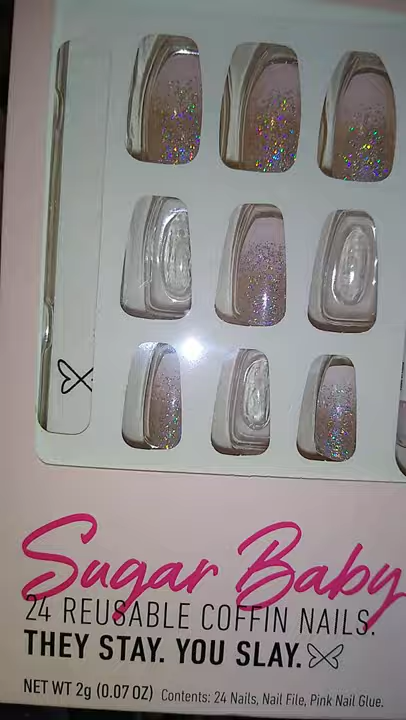 Sugar Baby
24 REUSABLE COFFIN NAILS.
THEY STAY. YOU SLAY.
NET WT 2g (0.07 OZ) Contents: 24 Nails, Nail File, Pink Nail Glue.